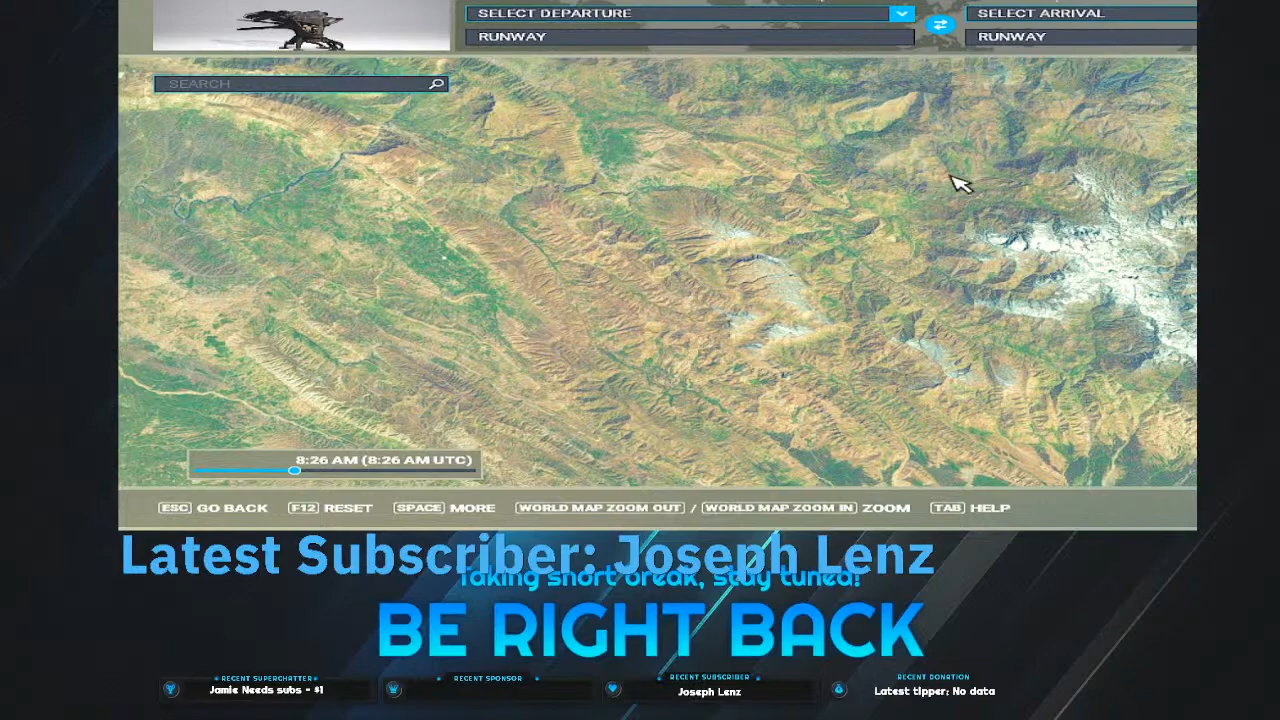 SELECT DEPARTURE
SELECT ARRIVAL
RUNWAY
RUNWAY
SEARCH
8:26 AM (8:26 AM UTC)
ESC GO BACK F12 RESET SPACE MORE WORLD MAP ZOOM OUT / WORLD MAP ZOOM IN ZOOM TAB HELP
Latest Subscriber: Joseph Lenz
Taking short break, stay tuned!
BE RIGHT BACK
RECENT SUPERCHATTER
Jamie Needs subs - $1
RECENT SPONSOR
RECENT SUBSCRIBER
Joseph Lenz
RECENT DONATION
Latest tipper: No data